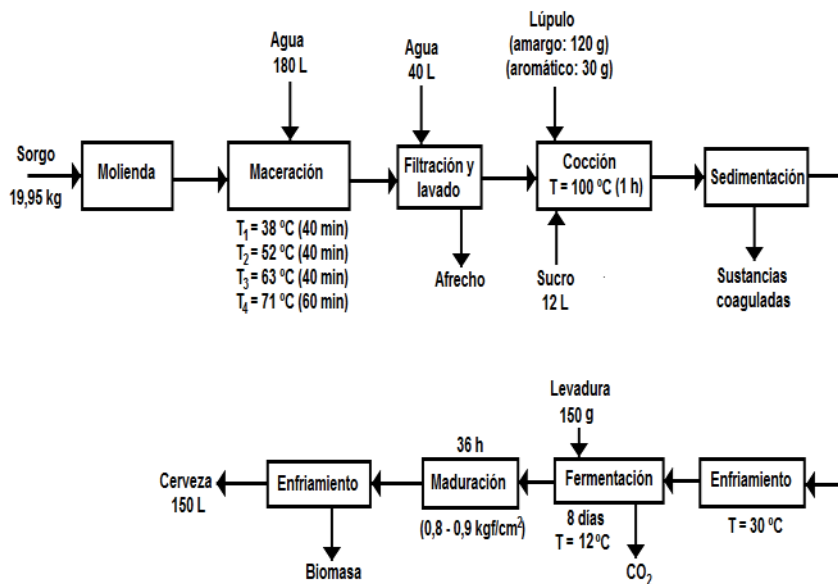 Sorgo
19,95 kg
Molienda
Agua
180 L
Maceración
T1 = 38 ºC (40 min)
T2 = 52 ºC (40 min)
T3 = 63 ºC (40 min)
T4 = 71 ºC (60 min)
Agua
40 L
Filtración y
lavado
Afrecho
Lúpulo
(amargo: 120 g)
(aromático: 30 g)
Cocción
T = 100 ºC (1 h)
Sucro
12 L
Sedimentación
Sustancias
coaguladas
Enfriamiento
T = 30 ºC
Levadura
150 g
Fermentación
8 días
T = 12 ºC
CO2
36 h
Maduración
(0,8 - 0,9 kgf/cm²)
Enfriamiento
Biomasa
Cerveza
150 L